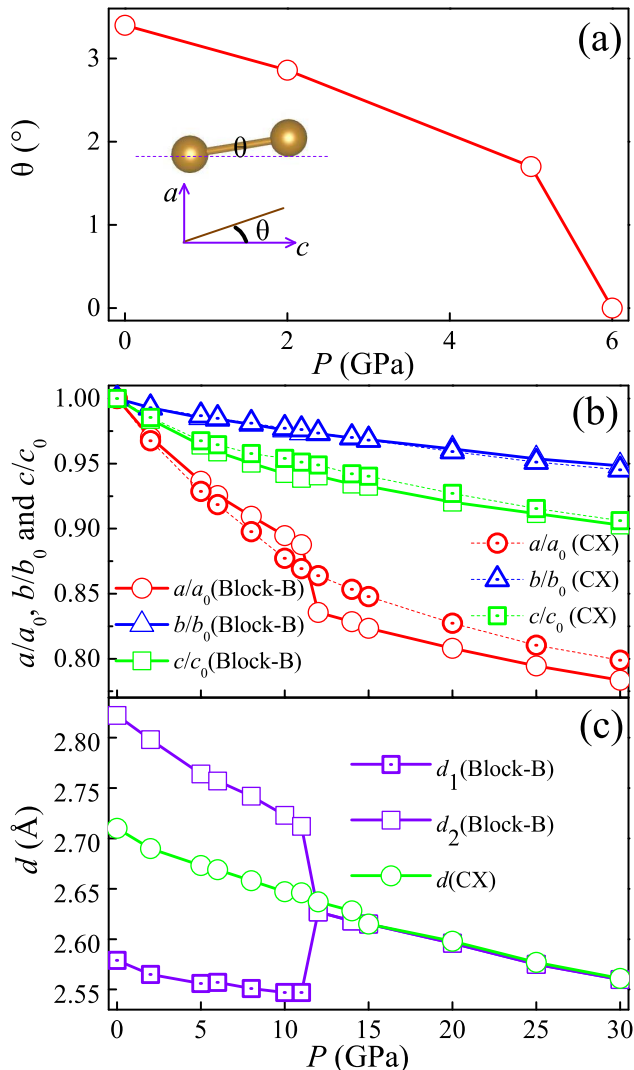 (a)
θ (°)
3
2
1
0
θ
a
θ
c
0 2 4 6
P (GPa)
(b)
a/a0, b/b0 and c/c0
1.00
0.95
0.90
0.85
0.80
a/a0 (CX)
b/b0 (CX)
c/c0 (CX)
a/a0(Block-B)
b/b0(Block-B)
c/c0(Block-B)
(c)
d (Å)
2.80
2.75
2.70
2.65
2.60
2.55
d1(Block-B)
d2(Block-B)
d(CX)
0 5 10 15 20 25 30
P (GPa)